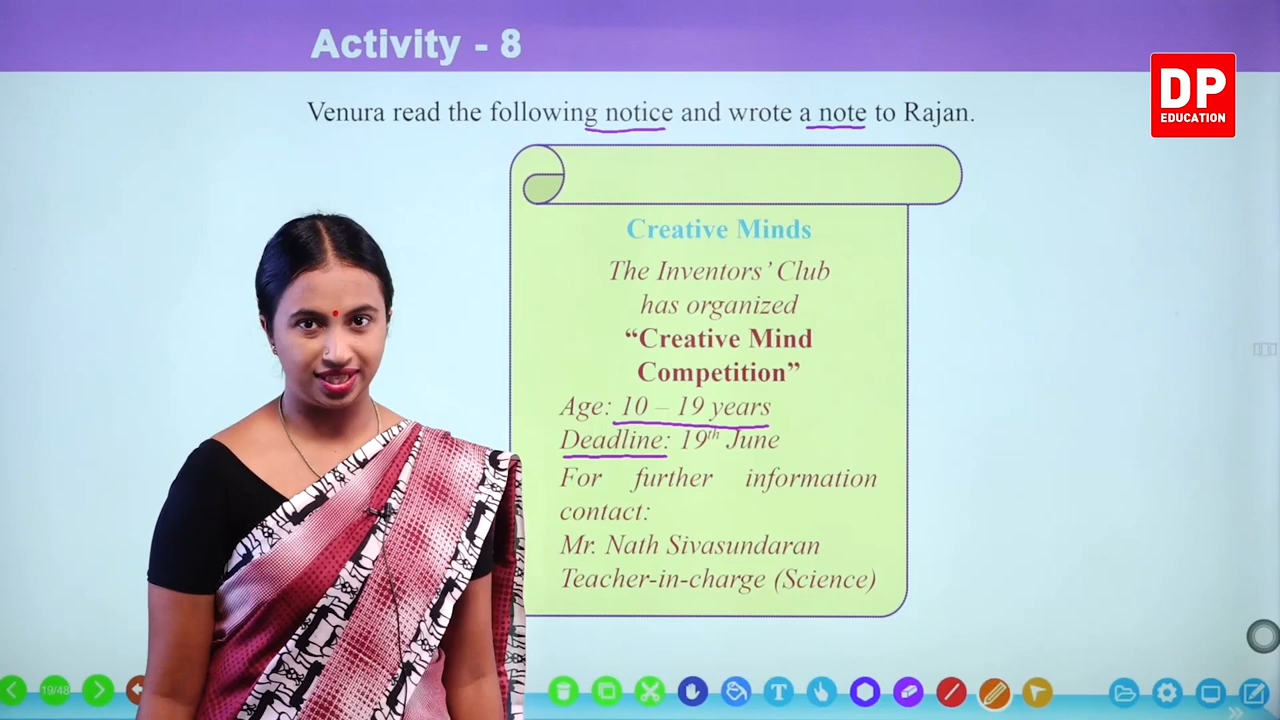 Activity - 8
DP
EDUCATION
Venura read the following notice and wrote a note to Rajan.
Creative Minds
The Inventors' Club
has organized
“Creative Mind
Competition”
Age: 10 – 19 years
Deadline: 19th June
For further information
contact:
Mr. Nath Sivasundaran
Teacher-in-charge (Science)
19/48